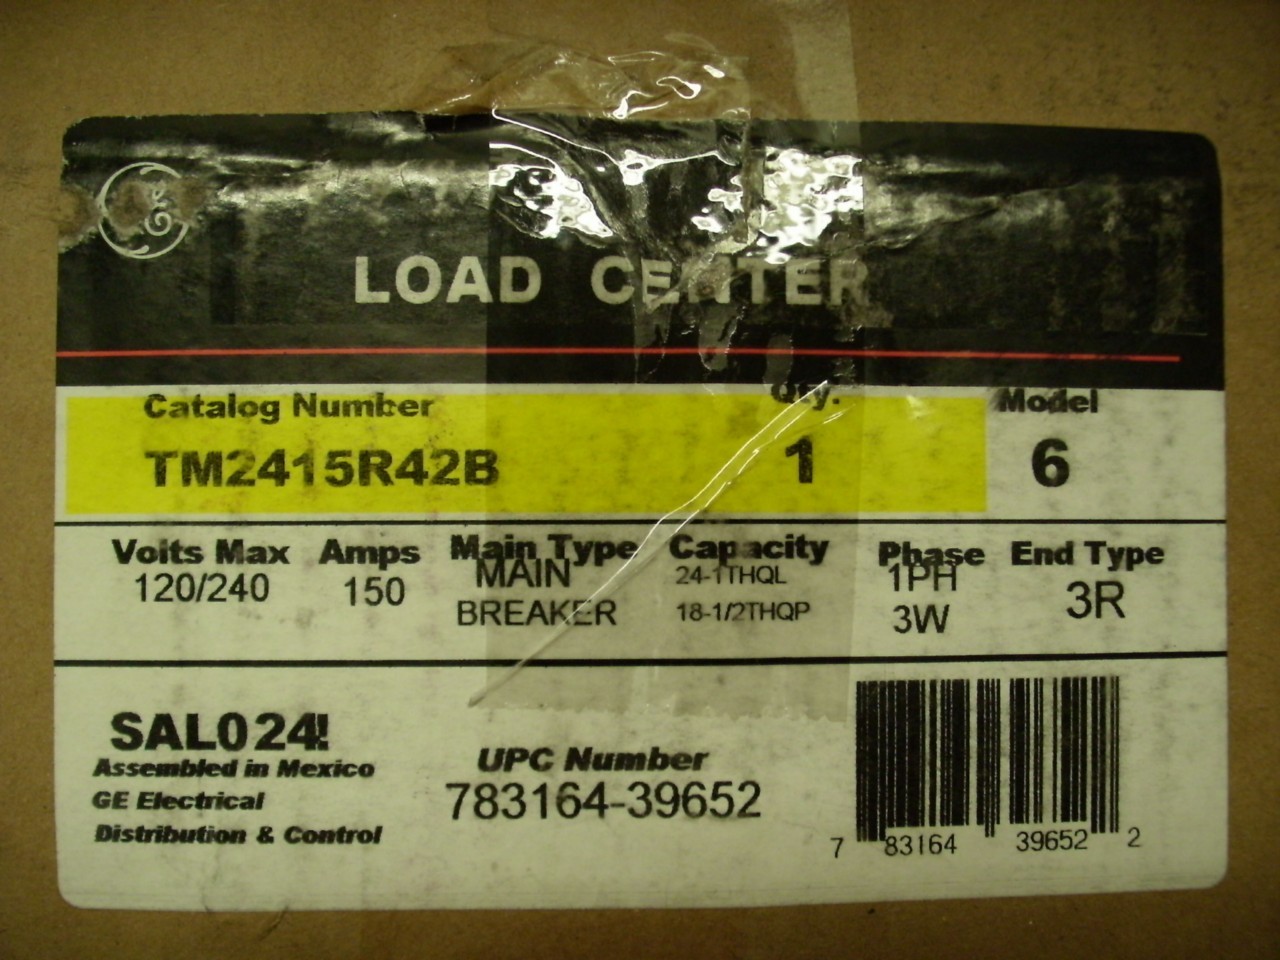 LOAD CENTER
Catalog Number Qty. Model
TM2415R42B 1 6
Volts Max Amps Main Type Capacity Phase End Type
120/240 150 MAIN 24-1THQL 1PH 3R
BREAKER 18-1/2THQP 3W
SAL024!
Assembled in Mexico
GE Electrical
Distribution & Control
UPC Number
783164-39652
7 83164 39652 2